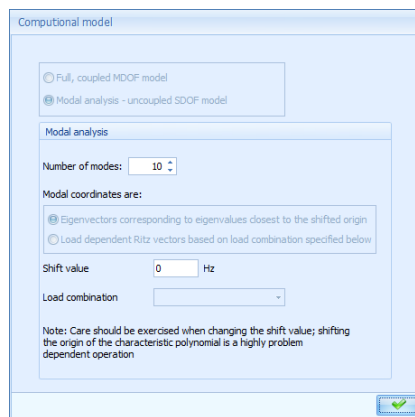 Computional model
Full, coupled MDOF model
Modal analysis - uncoupled SDOF model
Modal analysis
Number of modes: 10
Modal coordinates are:
Eigenvectors corresponding to eigenvalues closest to the shifted origin
Load dependent Ritz vectors based on load combination specified below
Shift value 0 Hz
Load combination
Note: Care should be exercised when changing the shift value; shifting
the origin of the characteristic polynomial is a highly problem
dependent operation